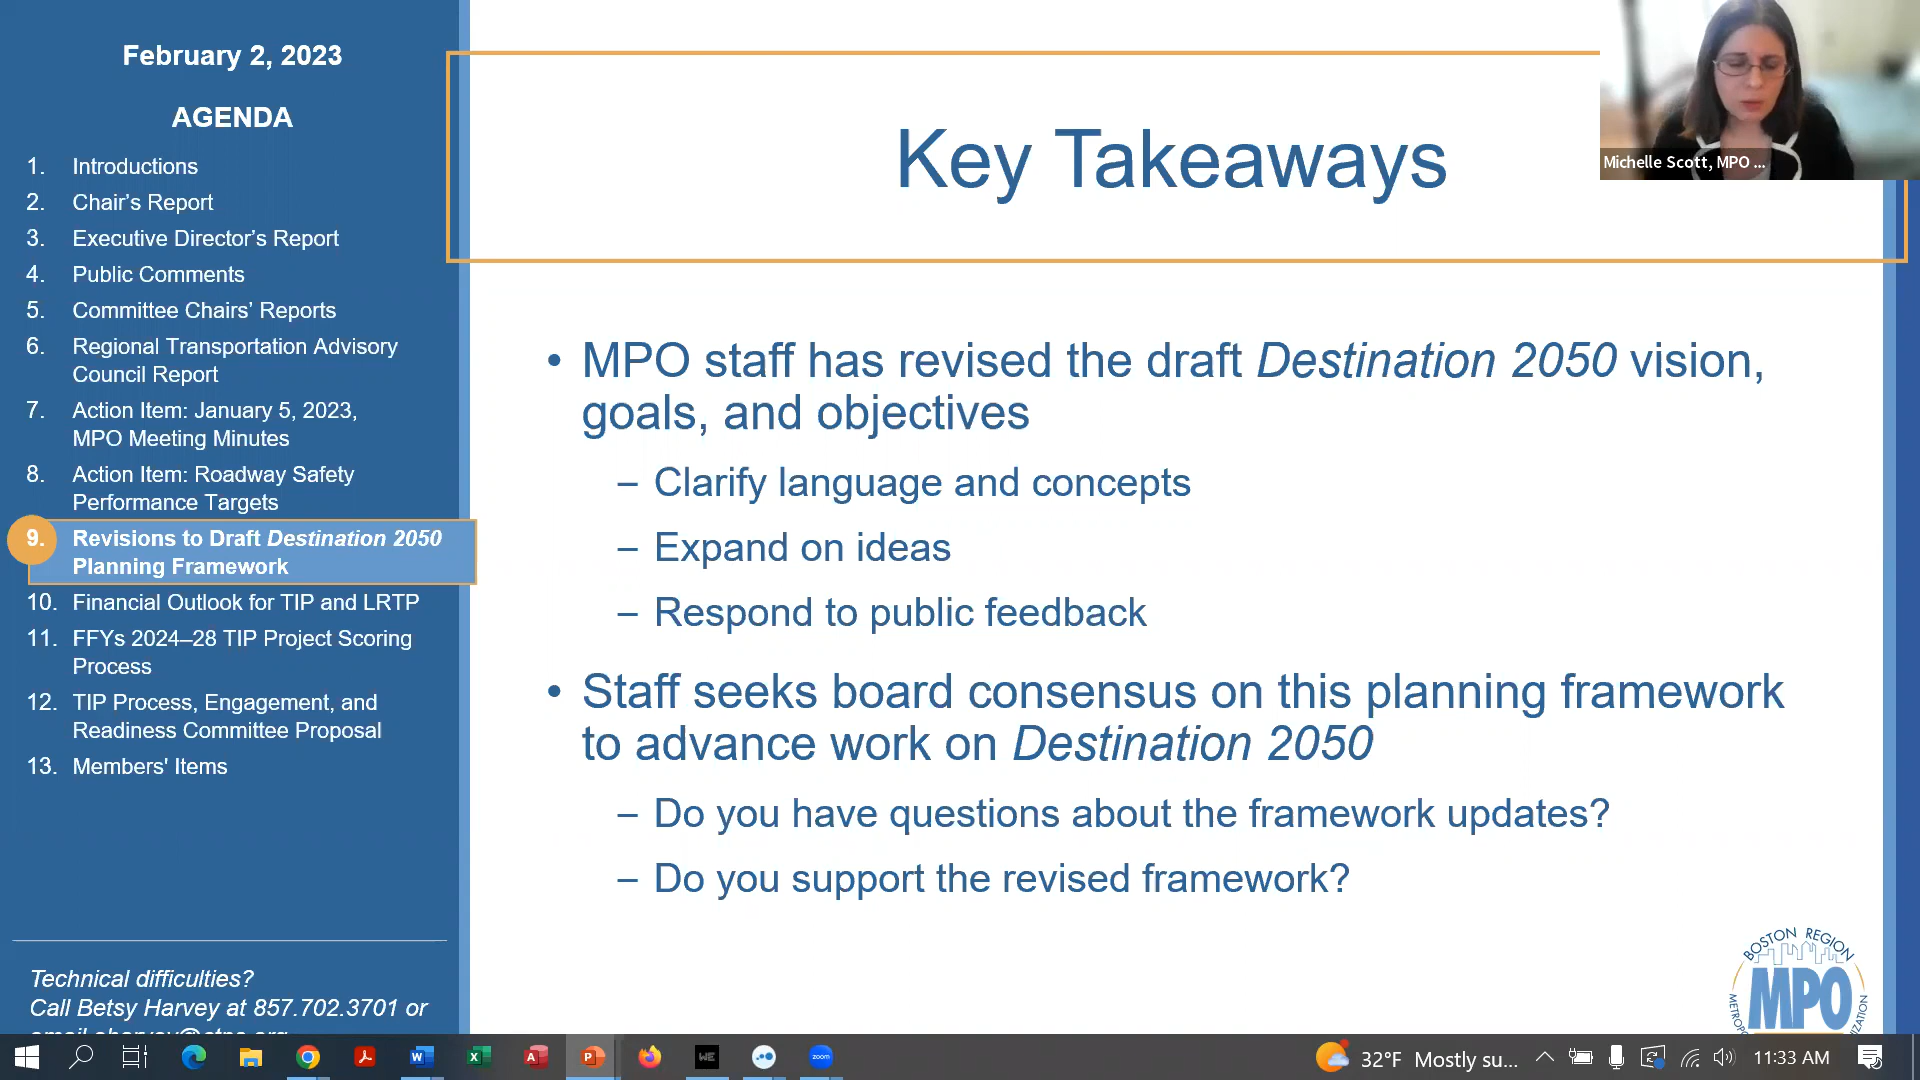 February 2, 2023
AGENDA
1. Introductions
2. Chair's Report
3. Executive Director's Report
4. Public Comments
5. Committee Chairs' Reports
6. Regional Transportation Advisory
Council Report
7. Action Item: January 5, 2023,
MPO Meeting Minutes
8. Action Item: Roadway Safety
Performance Targets
9. Revisions to Draft Destination 2050
Planning Framework
10. Financial Outlook for TIP and LRTP
11. FFYs 2024–28 TIP Project Scoring
Process
12. TIP Process, Engagement, and
Readiness Committee Proposal
13. Members' Items
Technical difficulties?
Call Betsy Harvey at 857.702.3701 or
Key Takeaways
• MPO staff has revised the draft Destination 2050 vision,
goals, and objectives
– Clarify language and concepts
– Expand on ideas
– Respond to public feedback
• Staff seeks board consensus on this planning framework
to advance work on Destination 2050
– Do you have questions about the framework updates?
– Do you support the revised framework?
Michelle Scott, MPO ...
BOSTON REGION
MPO
32°F Mostly su...
11:33 AM
WE
zoom